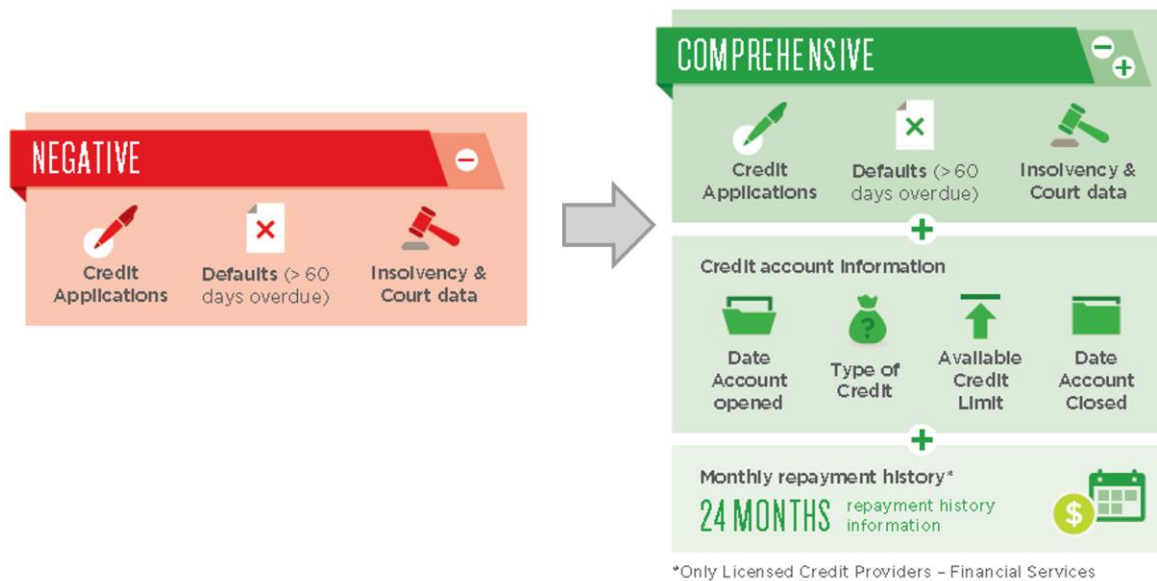 NEGATIVE
Credit
Applications
Defaults (> 60
days overdue)
Insolvency &
Court data
COMPREHENSIVE
Credit
Applications
Defaults (> 60
days overdue)
Insolvency &
Court data
Credit account information
Date
Account
opened
Type of
Credit
Available
Credit
Limit
Date
Account
Closed
Monthly repayment history*
24 MONTHS
repayment history
information
*Only Licensed Credit Providers – Financial Services